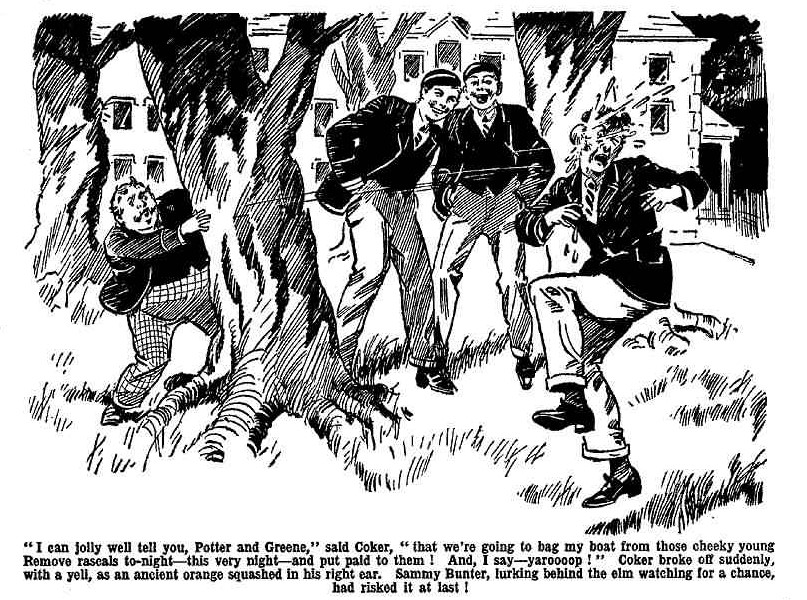 “ I can jolly well tell you, Potter and Greene,” said Coker, “ that we're going to bag my boat from those cheeky young
Remove rascals to-night—this very night—and put paid to them ! And, I say—yaroooop ! ” Coker broke off suddenly,
with a yell, as an ancient orange squashed in his right ear. Sammy Bunter, lurking behind the elm watching for a chance,
had risked it at last !